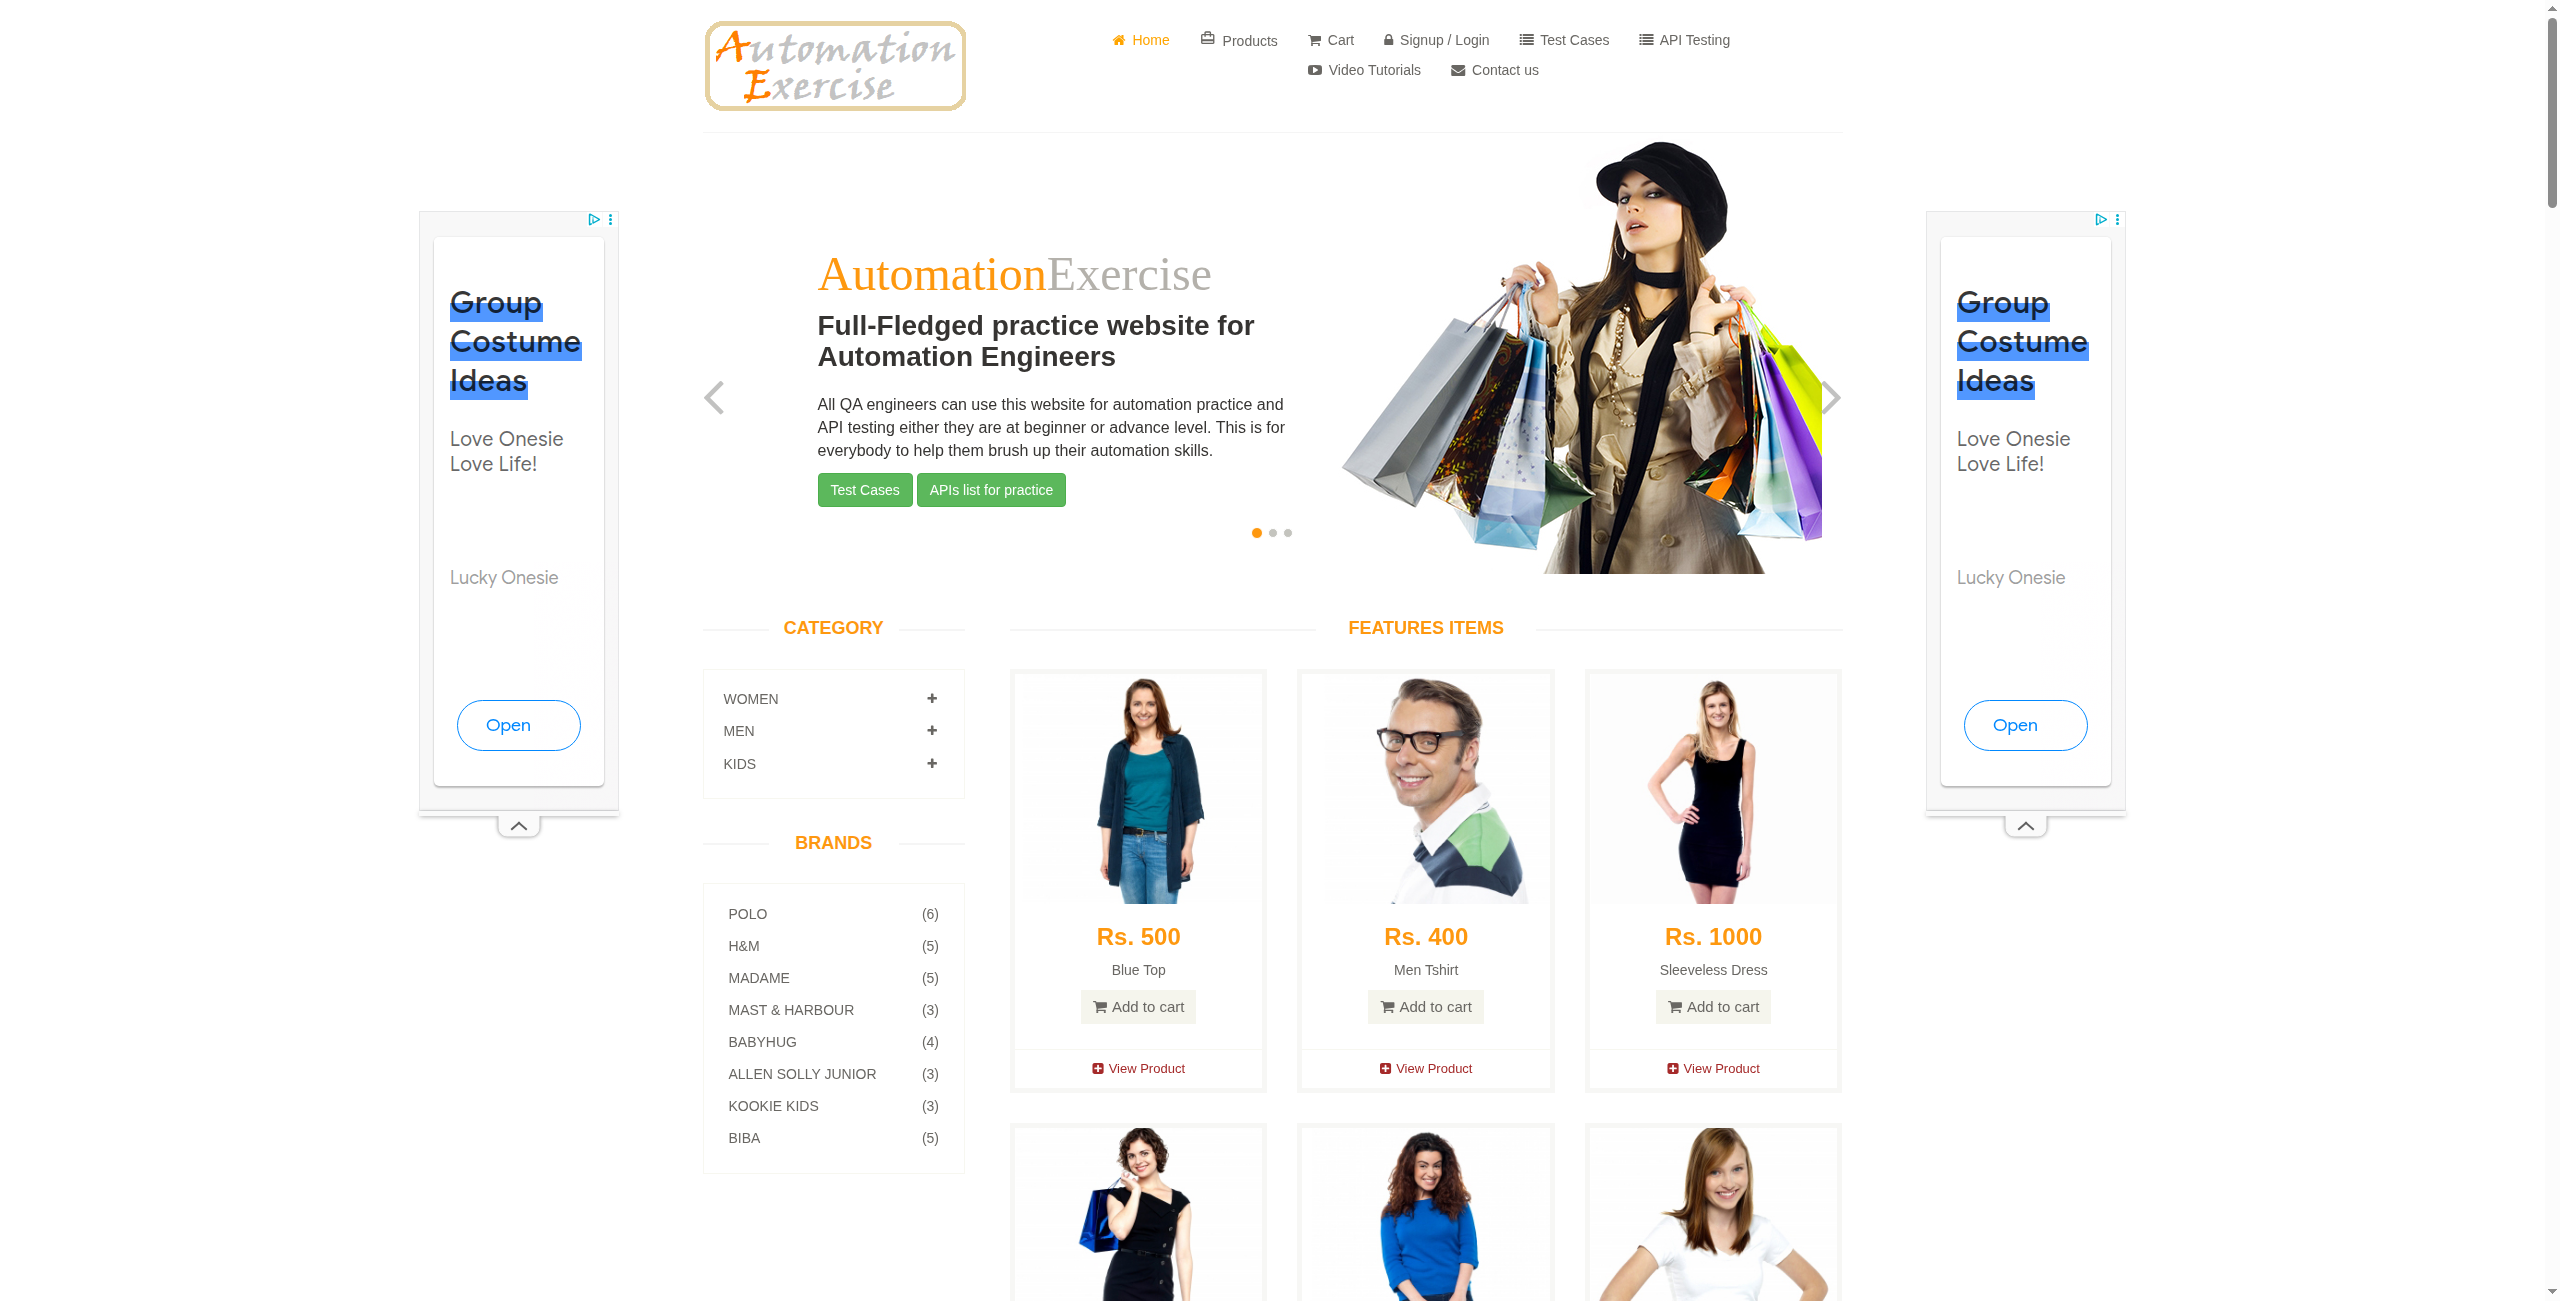 Automation
Exercise
Home
Products
Cart
Signup / Login
Test Cases
API Testing
Video Tutorials
Contact us
Group
Costume
Ideas
Love Onesie
Love Life!
Lucky Onesie
Open
AutomationExercise
Full-Fledged practice website for
Automation Engineers
All QA engineers can use this website for automation practice and
API testing either they are at beginner or advance level. This is for
everybody to help them brush up their automation skills.
Test Cases
APIs list for practice
Group
Costume
Ideas
Love Onesie
Love Life!
Lucky Onesie
Open
CATEGORY
WOMEN
MEN
KIDS
BRANDS
POLO (6)
H&M (5)
MADAME (5)
MAST & HARBOUR (3)
BABYHUG (4)
ALLEN SOLLY JUNIOR (3)
KOOKIE KIDS (3)
BIBA (5)
FEATURES ITEMS
Rs. 500
Blue Top
Add to cart
View Product
Rs. 400
Men Tshirt
Add to cart
View Product
Rs. 1000
Sleeveless Dress
Add to cart
View Product